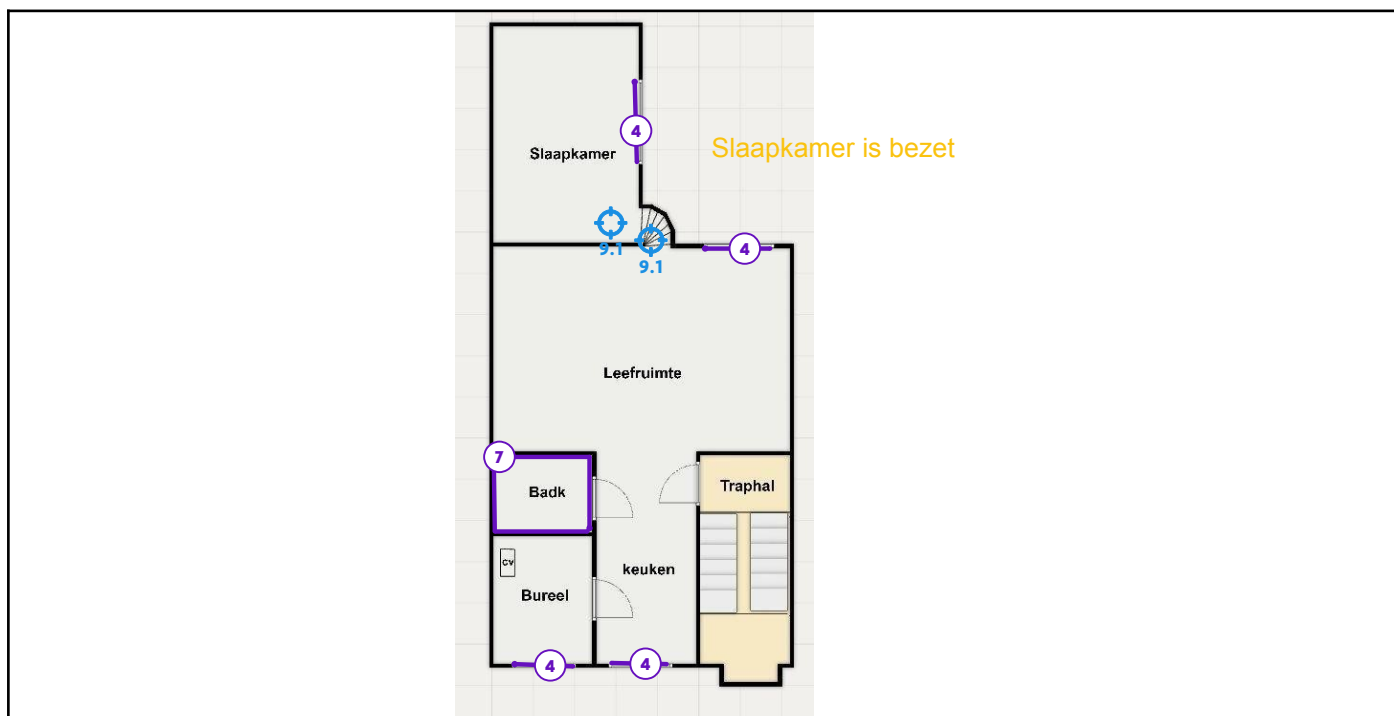 4
Slaapkamer is bezet
Slaapkamer
9.1
4
9.1
Leefruimte
7
Badk
Traphal
CV
keuken
Bureel
4
4